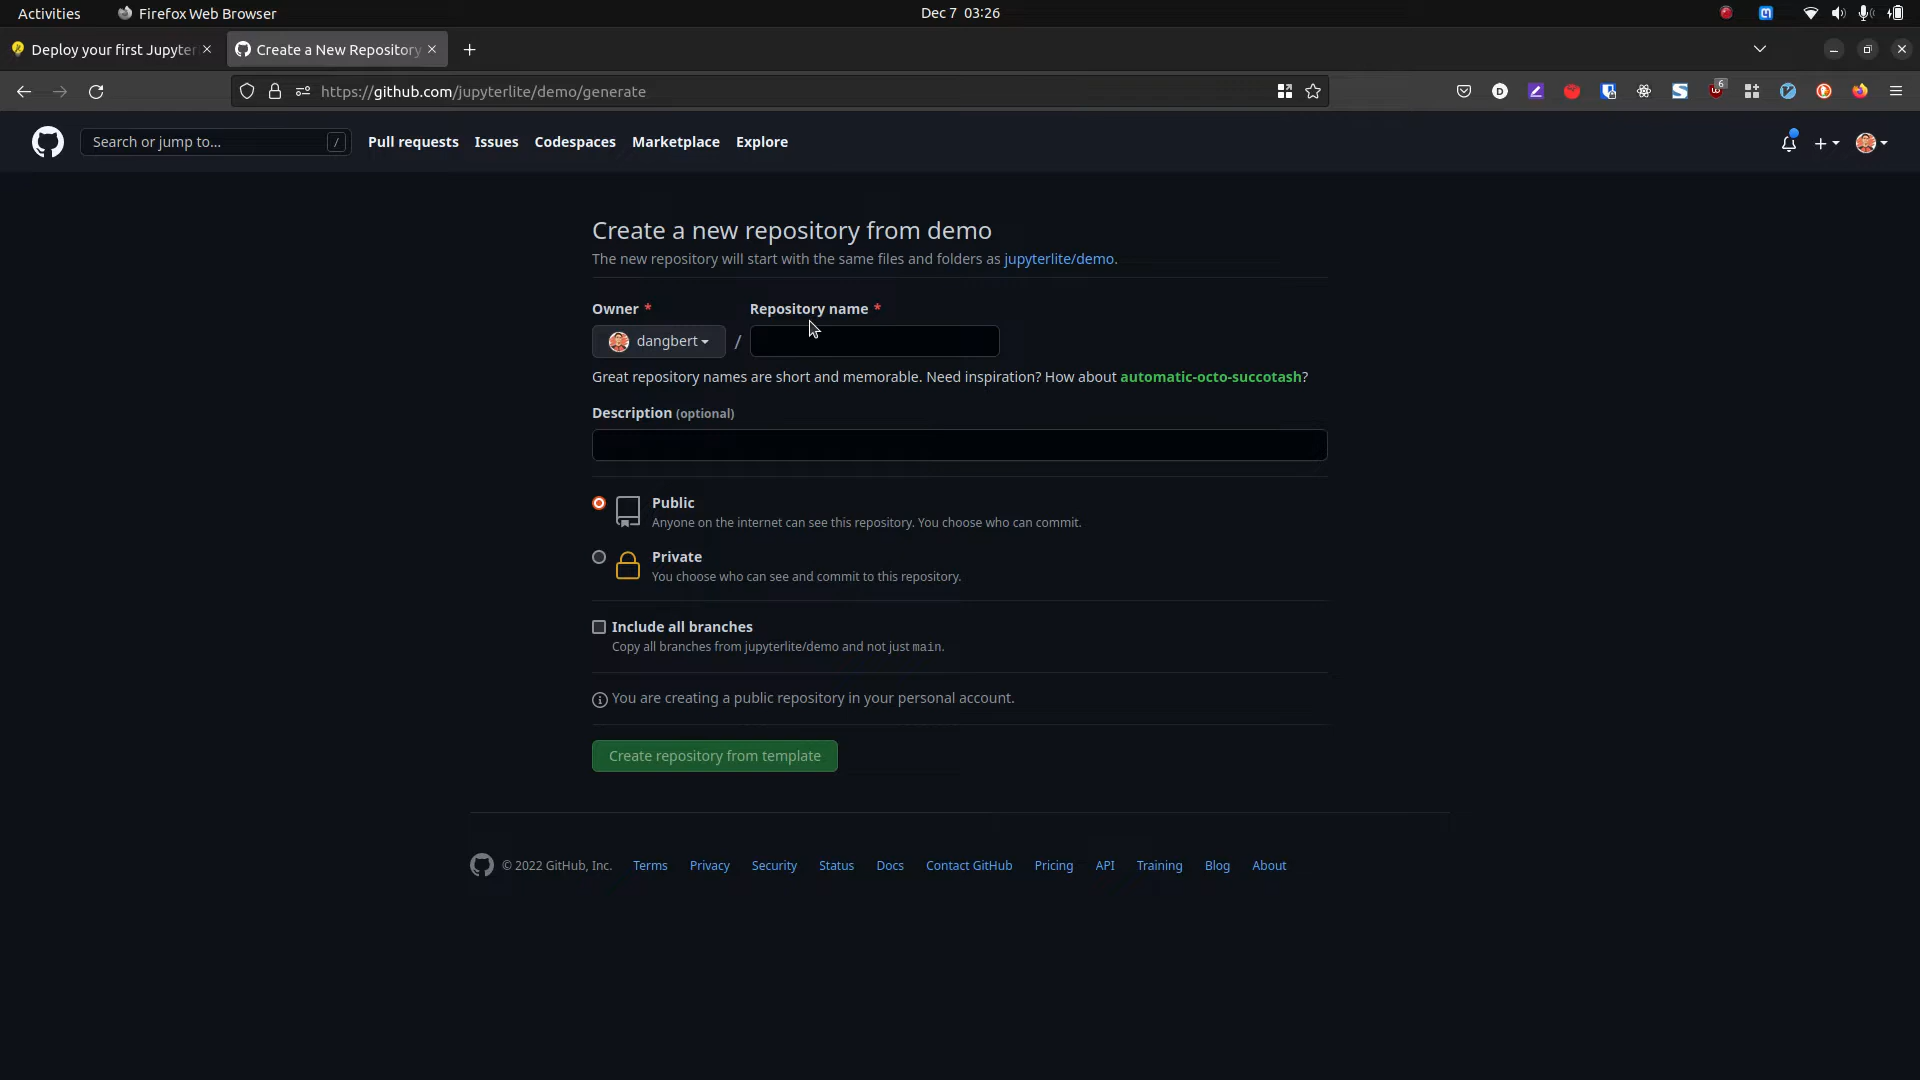 Activities
Firefox Web Browser
Dec 7 03:26
Deploy your first Jupyter
Create a New Repository
https://github.com/jupyterlite/demo/generate
6
Search or jump to...
/
Pull requests
Issues
Codespaces
Marketplace
Explore
Create a new repository from demo
The new repository will start with the same files and folders as jupyterlite/demo.
Owner *
Repository name *
dangbert
/
Great repository names are short and memorable. Need inspiration? How about automatic-octo-succotash?
Description (optional)
Public
Anyone on the internet can see this repository. You choose who can commit.
Private
You choose who can see and commit to this repository.
Include all branches
Copy all branches from jupyterlite/demo and not just main.
You are creating a public repository in your personal account.
Create repository from template
© 2022 GitHub, Inc.
Terms
Privacy
Security
Status
Docs
Contact GitHub
Pricing
API
Training
Blog
About